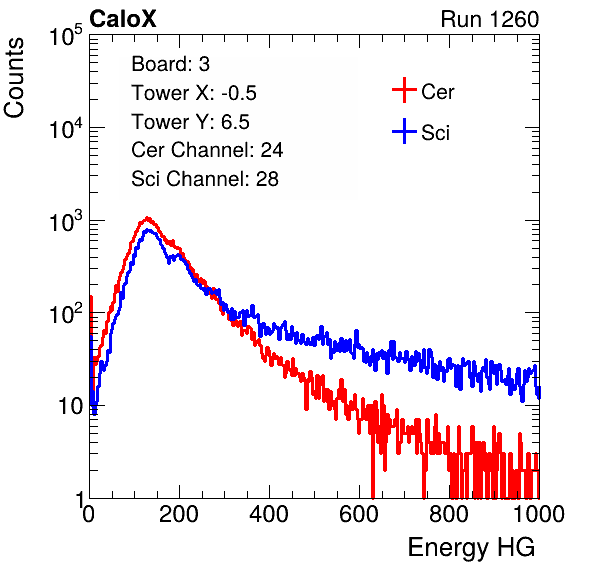 CaloX Run 1260
Counts
Board: 3
Tower X: -0.5
Tower Y: 6.5
Cer Channel: 24
Sci Channel: 28
Cer
Sci
10^5
10^4
10^3
10^2
10
1
0 200 400 600 800 1000
Energy HG